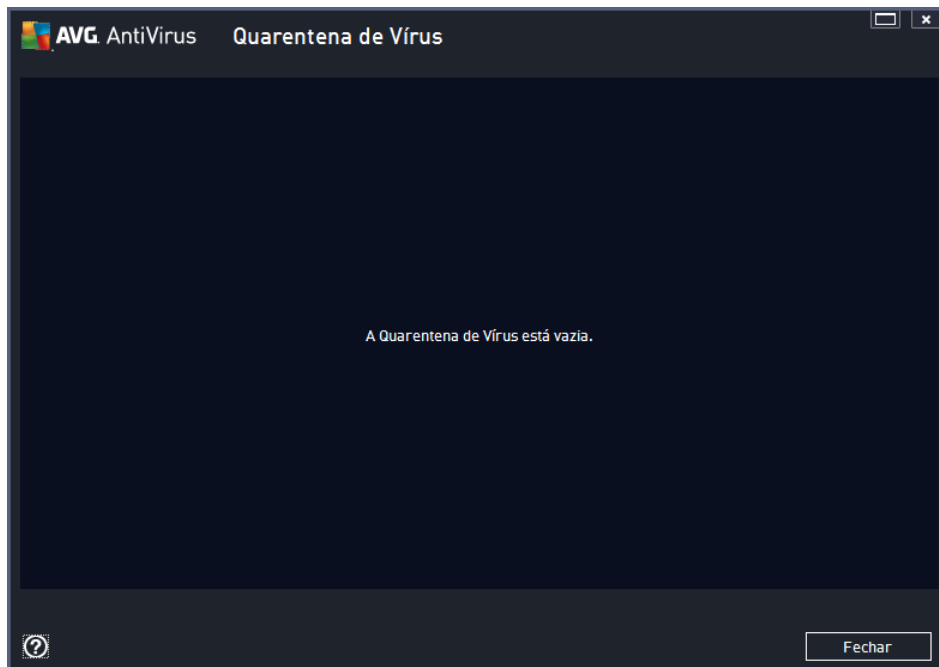 AVG. AntiVirus Quarentena de Vírus
A Quarentena de Vírus está vazia.
Fechar